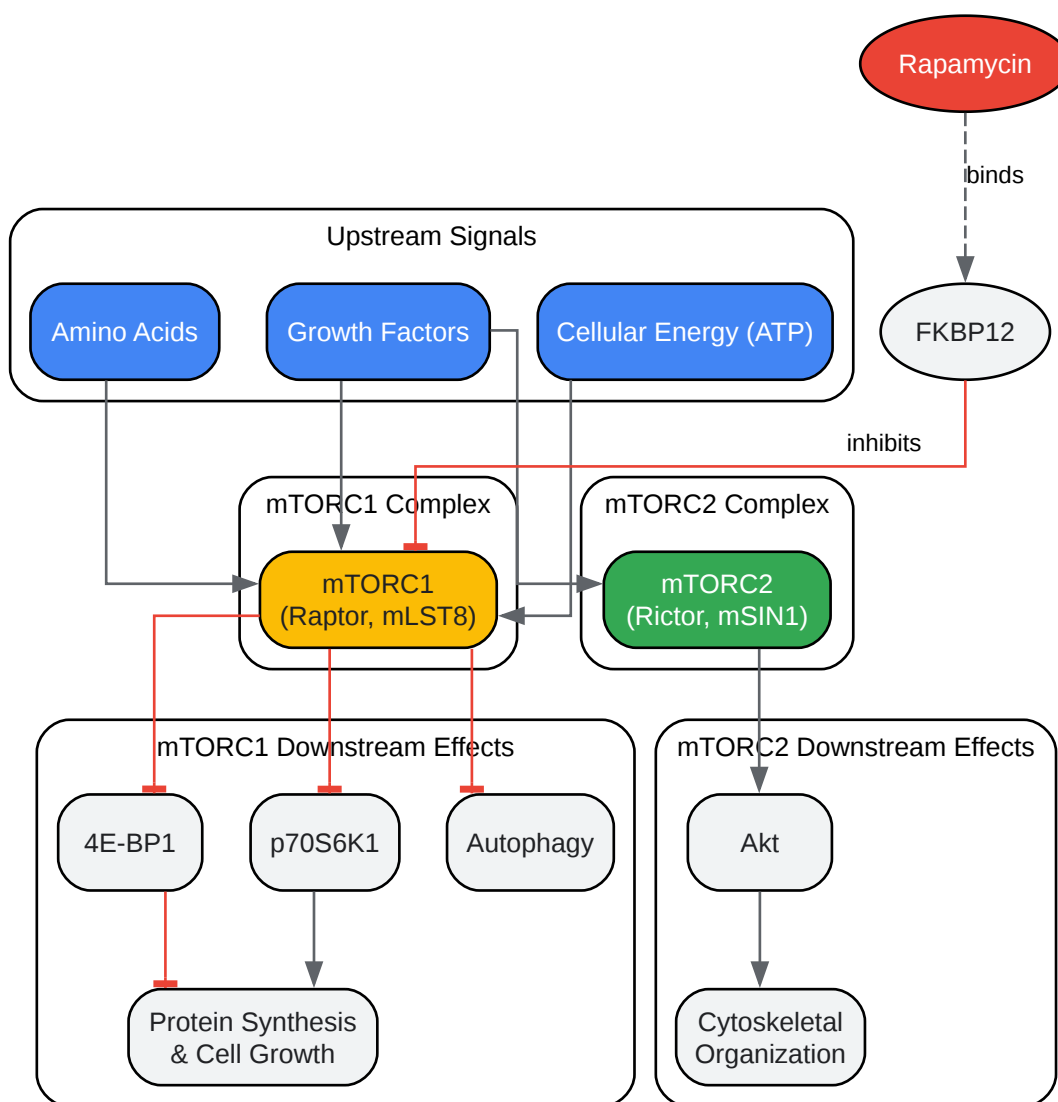 Rapamycin
binds
Upstream Signals
Amino Acids
Growth Factors
Cellular Energy (ATP)
FKBP12
inhibits
mTORC1 Complex
mTORC2 Complex
mTORC1
(Raptor, mLST8)
mTORC2
(Rictor, mSIN1)
mTORC1 Downstream Effects
mTORC2 Downstream Effects
4E-BP1
p70S6K1
Autophagy
Akt
Protein Synthesis
& Cell Growth
Cytoskeletal
Organization